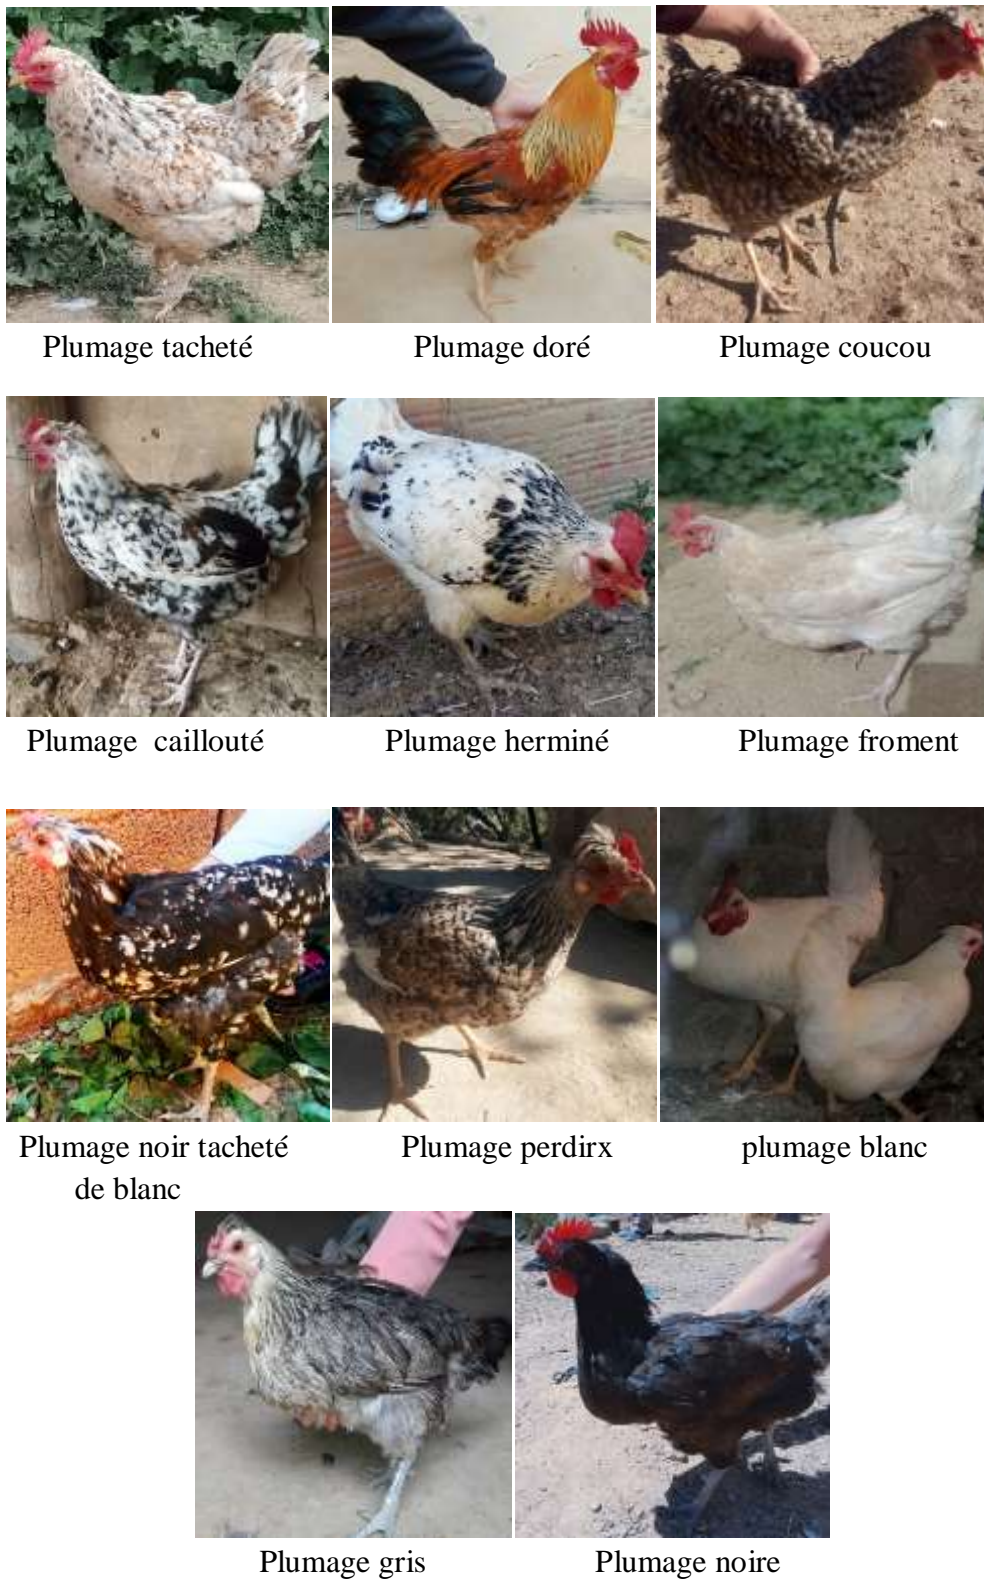 Plumage tacheté
Plumage doré
Plumage coucou
Plumage caillouté
Plumage herminé
Plumage froment
Plumage noir tacheté
de blanc
Plumage perdirx
plumage blanc
Plumage gris
Plumage noire